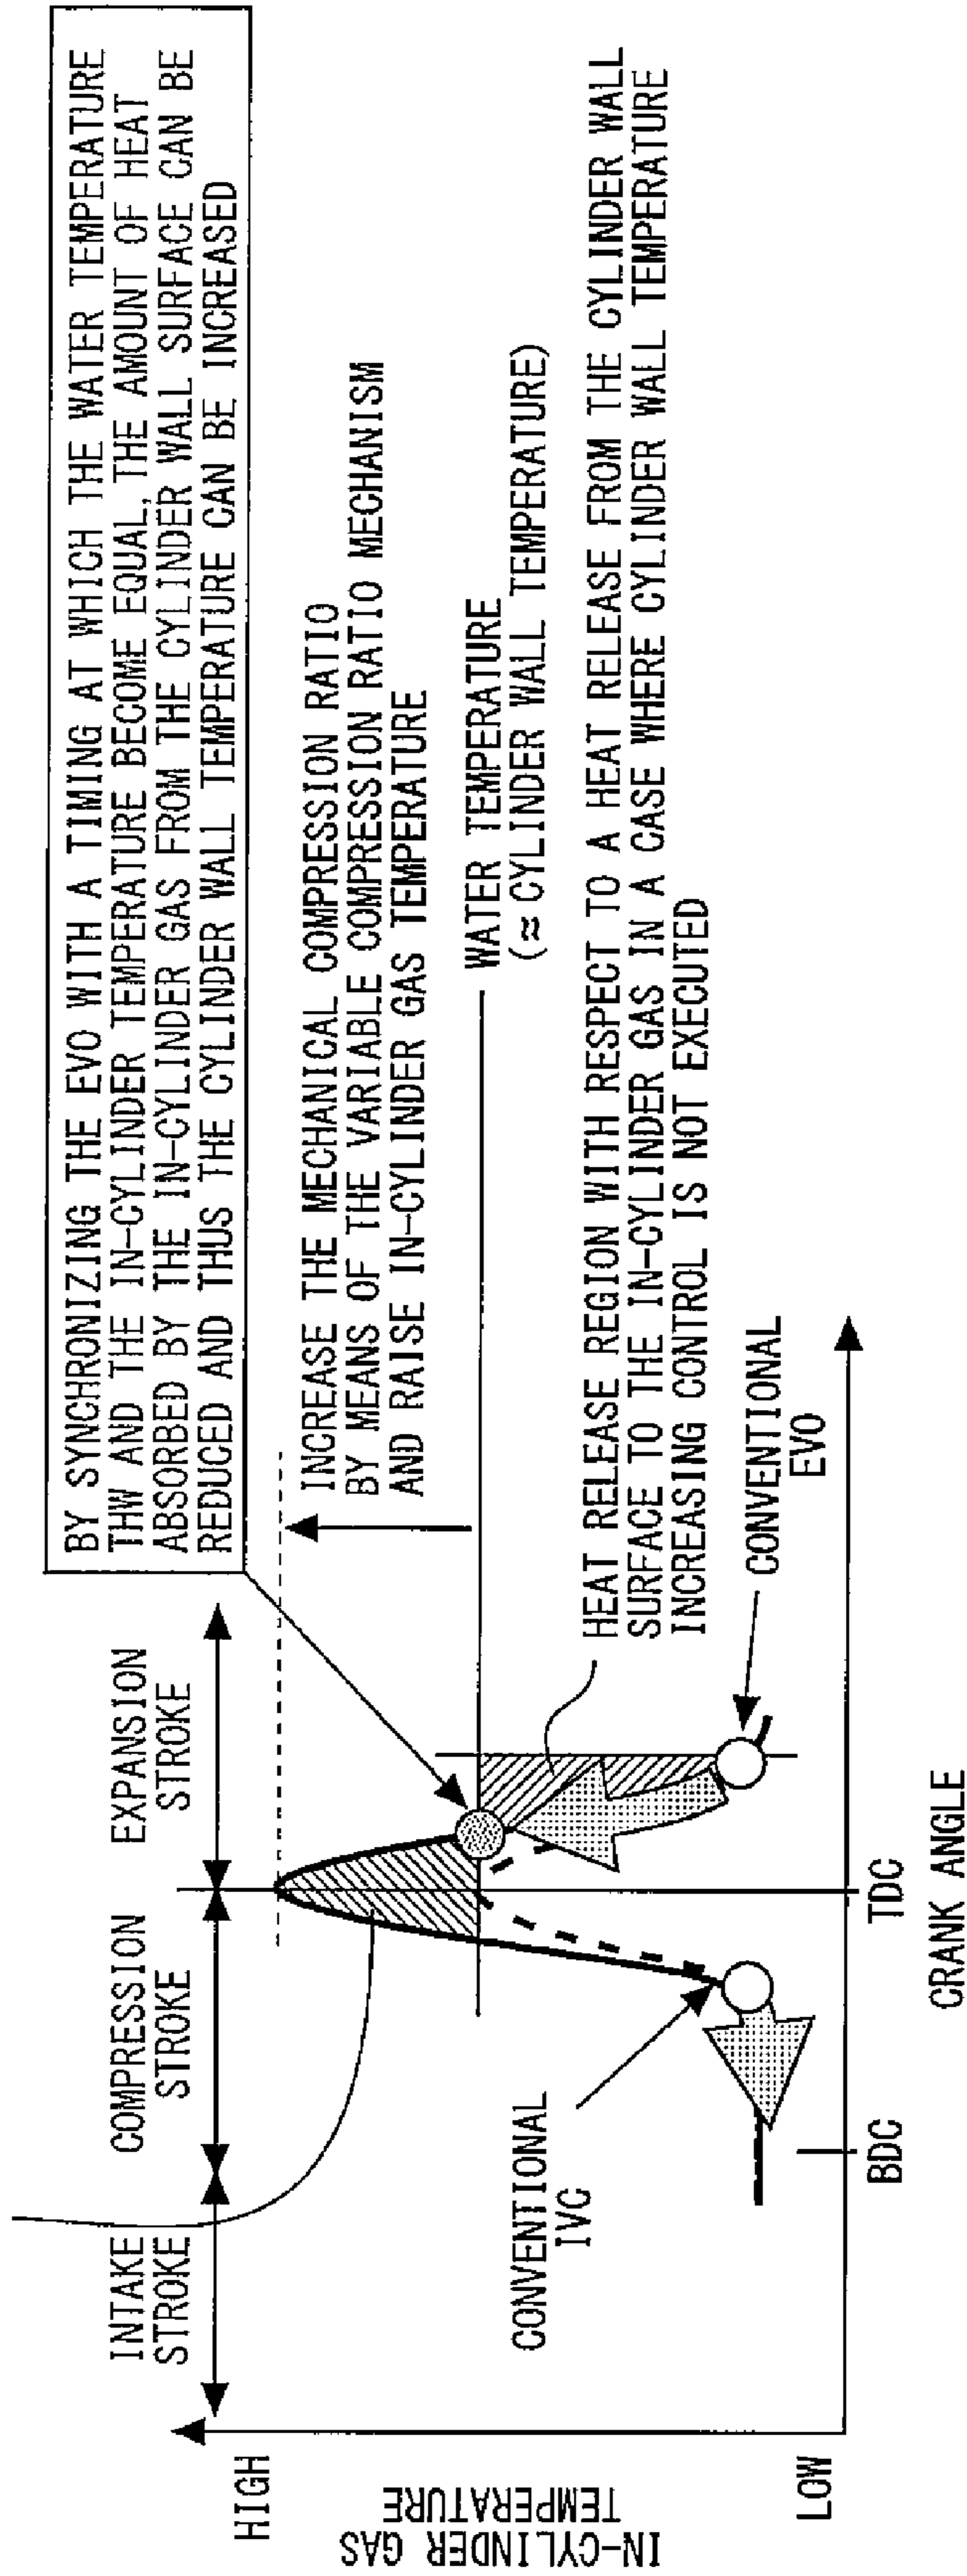 BY SYNCHRONIZING THE EVO WITH A TIMING AT WHICH THE WATER TEMPERATURE
THW AND THE IN-CYLINDER TEMPERATURE BECOME EQUAL, THE AMOUNT OF HEAT
ABSORBED BY THE IN-CYLINDER GAS FROM THE CYLINDER WALL SURFACE CAN BE
REDUCED AND THUS THE CYLINDER WALL TEMPERATURE CAN BE INCREASED
INTAKE
STROKE
COMPRESSION
STROKE
EXPANSION
STROKE
INCREASE THE MECHANICAL COMPRESSION RATIO
BY MEANS OF THE VARIABLE COMPRESSION RATIO MECHANISM
AND RAISE IN-CYLINDER GAS TEMPERATURE
WATER TEMPERATURE
(≈ CYLINDER WALL TEMPERATURE)
HEAT RELEASE REGION WITH RESPECT TO A HEAT RELEASE FROM THE CYLINDER WALL
SURFACE TO THE IN-CYLINDER GAS IN A CASE WHERE CYLINDER WALL TEMPERATURE
INCREASING CONTROL IS NOT EXECUTED
CONVENTIONAL
IVC
CONVENTIONAL
EVO
HIGH
IN-CYLINDER GAS
TEMPERATURE
LOW
BDC
TDC
CRANK ANGLE